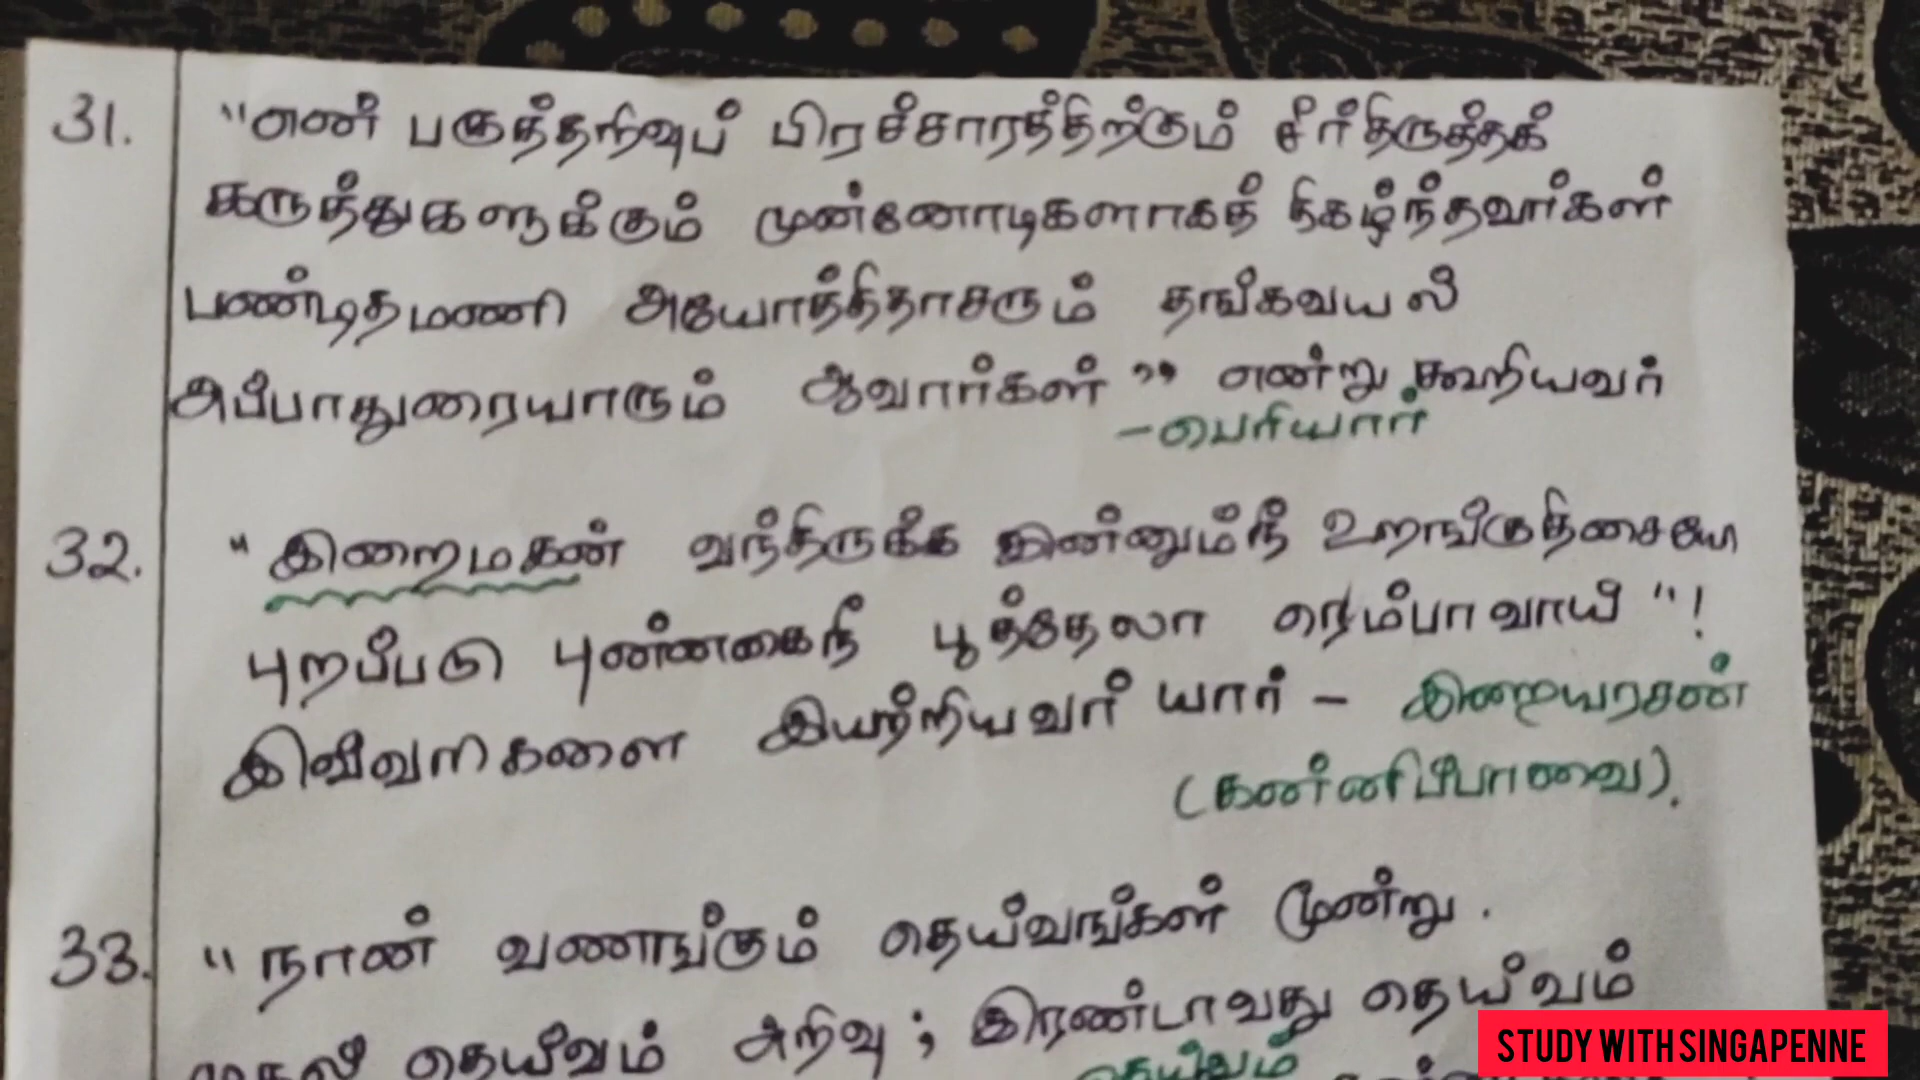 31. "என் பகுத்தறிவுப் பிரச்சாரத்திற்கும் சீர்திருத்தக்
கருத்துகளுக்கும் முன்னோடிகளாகத் திகழ்ந்தவர்கள்
பண்டிதமணி அயோத்திதாசரும் தங்கவயல்
அப்பாதுரையாரும் ஆவார்கள்" என்று கூறியவர்
- பெரியார்
32. "இறைமகன் வந்திருக்க இன்னும்நீ உறங்குதியோ
புறப்படு புன்னகைநீ பூத்தேலோ ரெம்பாவாய்"!
இவ்வரிகளை இயற்றியவர் யார் - இறையரசன்
(கன்னிப்பாவை).
33. "நான் வணங்கும் தெய்வங்கள் மூன்று.
முதல் தெய்வம் அறிவு; இரண்டாவது தெய்வம்
தெய்வம்
STUDY WITH SINGAPENNE